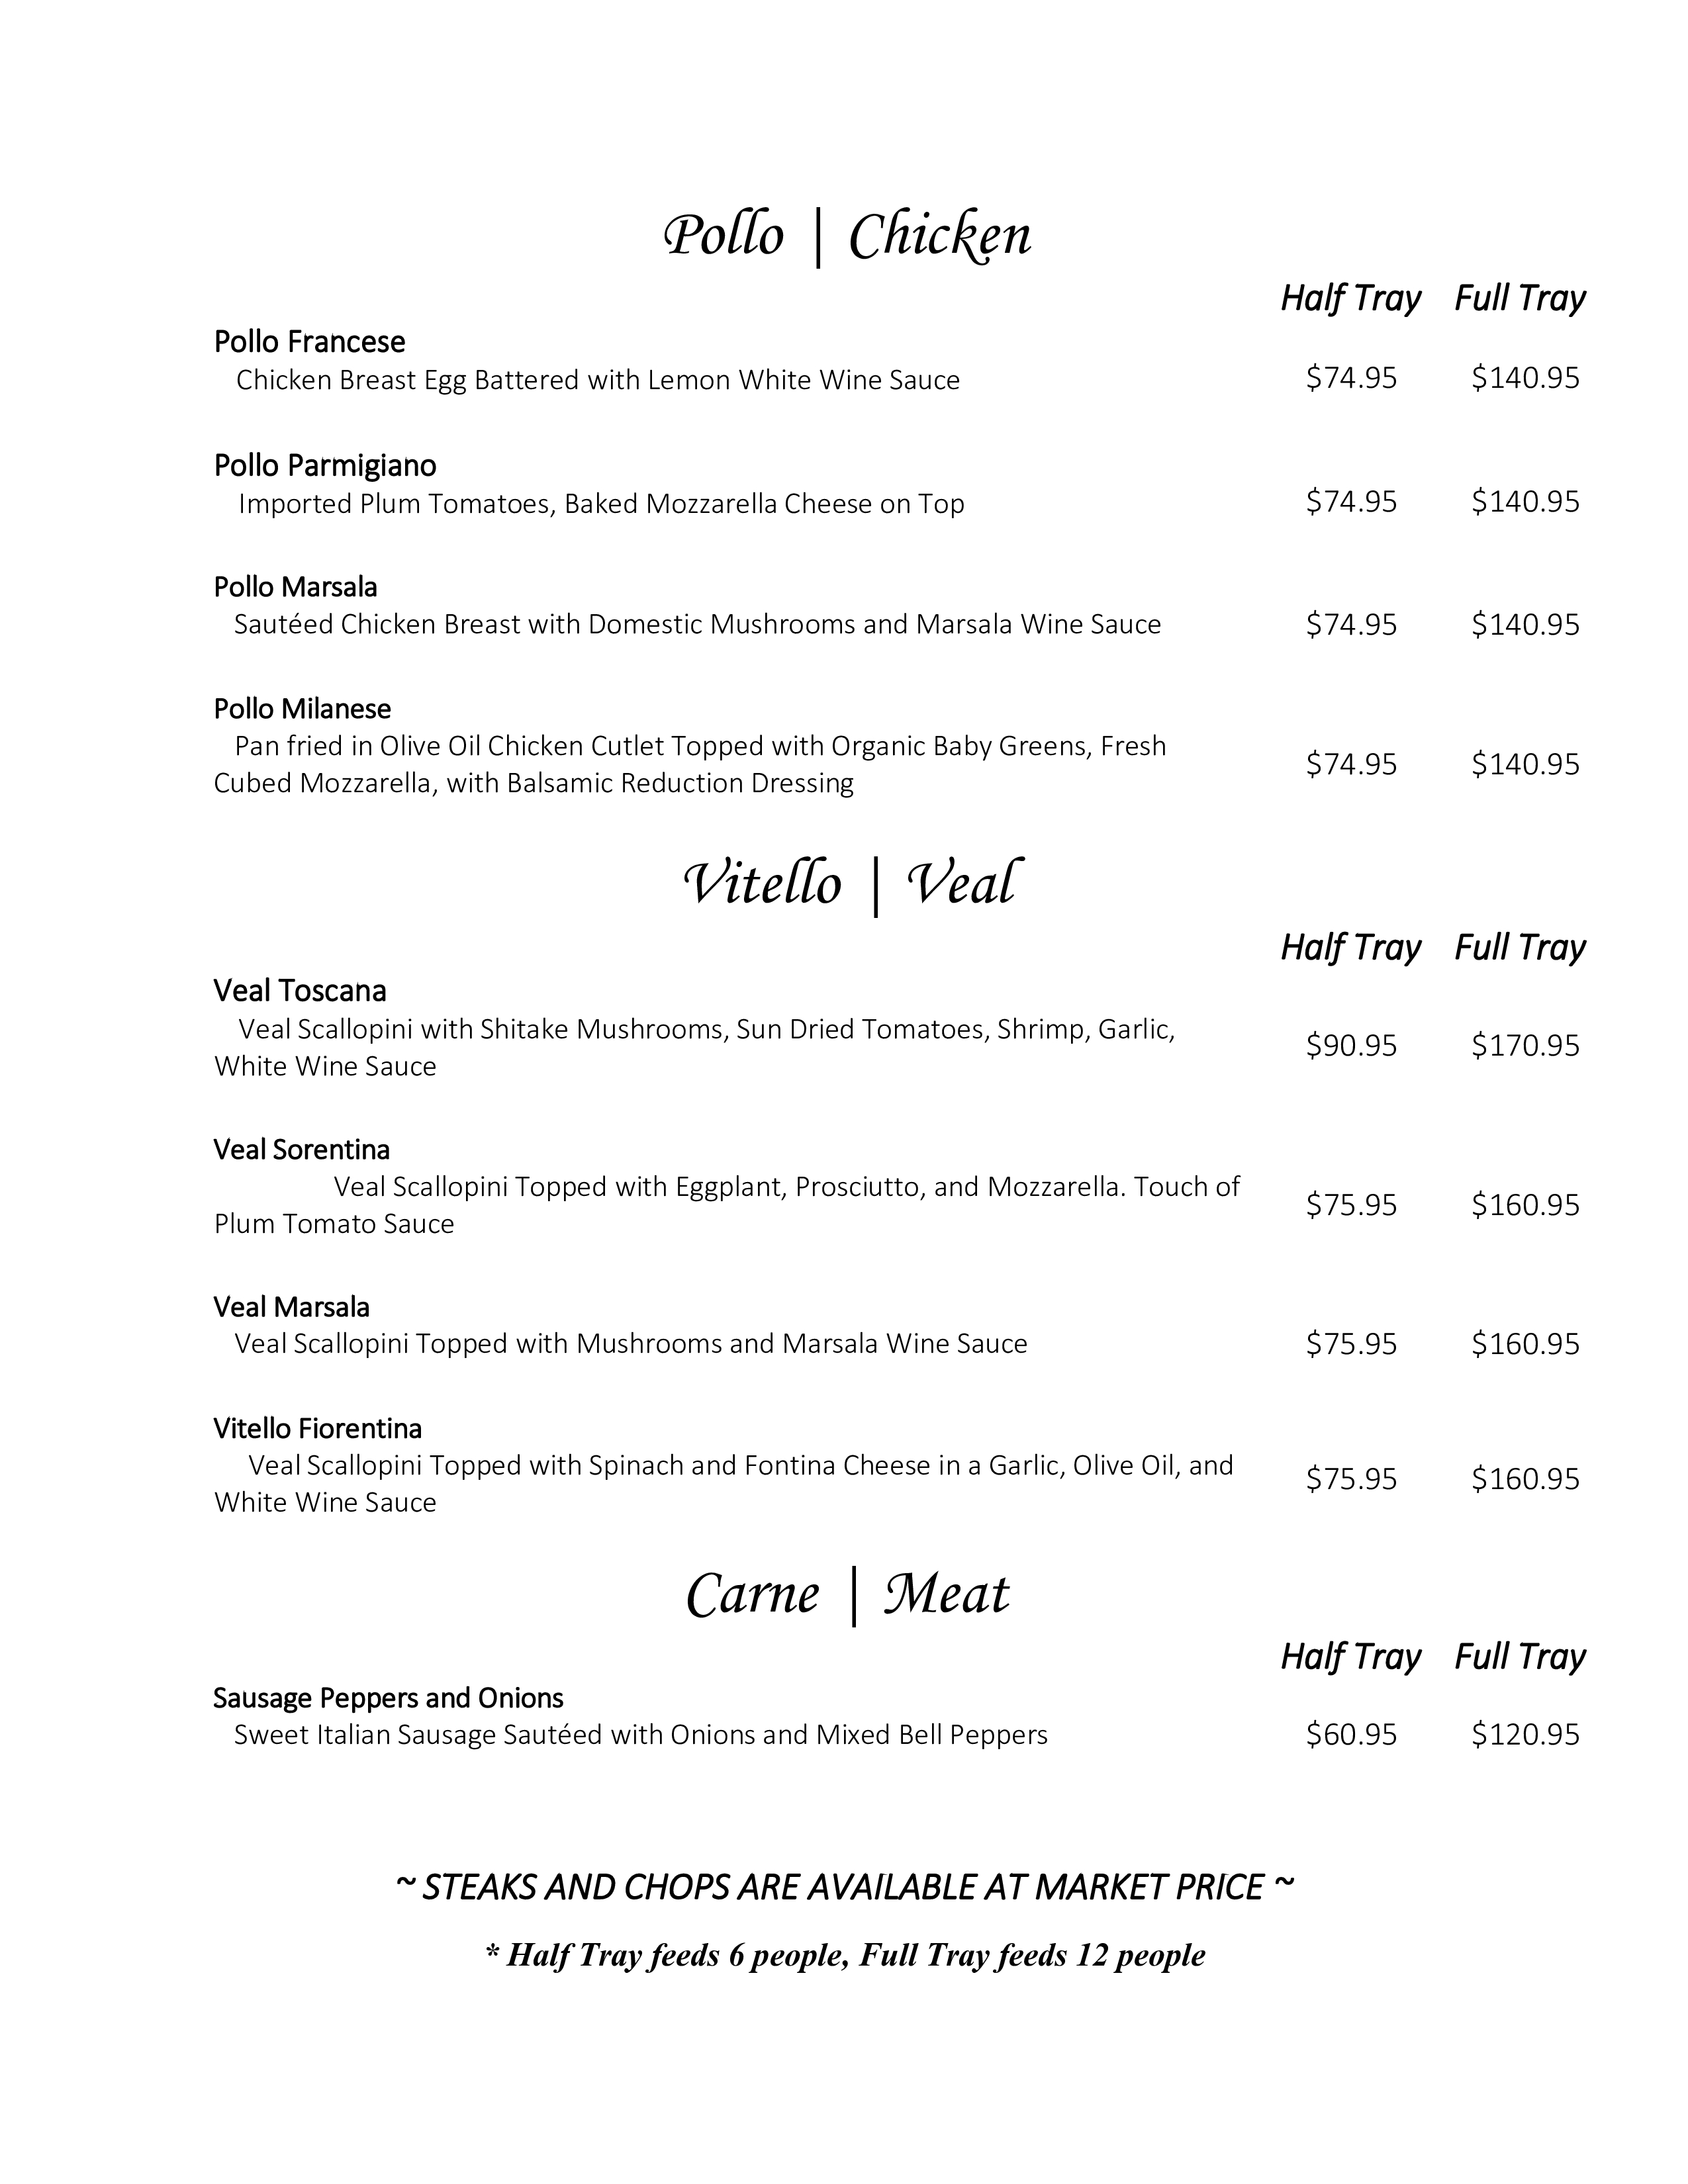 Pollo | Chicken
Half Tray Full Tray
Pollo Francese
Chicken Breast Egg Battered with Lemon White Wine Sauce $74.95 $140.95
Pollo Parmigiano
Imported Plum Tomatoes, Baked Mozzarella Cheese on Top $74.95 $140.95
Pollo Marsala
Sautéed Chicken Breast with Domestic Mushrooms and Marsala Wine Sauce $74.95 $140.95
Pollo Milanese
Pan fried in Olive Oil Chicken Cutlet Topped with Organic Baby Greens, Fresh
Cubed Mozzarella, with Balsamic Reduction Dressing $74.95 $140.95
Vitello | Veal
Half Tray Full Tray
Veal Toscana
Veal Scallopini with Shitake Mushrooms, Sun Dried Tomatoes, Shrimp, Garlic,
White Wine Sauce $90.95 $170.95
Veal Sorentina
Veal Scallopini Topped with Eggplant, Prosciutto, and Mozzarella. Touch of
Plum Tomato Sauce $75.95 $160.95
Veal Marsala
Veal Scallopini Topped with Mushrooms and Marsala Wine Sauce $75.95 $160.95
Vitello Fiorentina
Veal Scallopini Topped with Spinach and Fontina Cheese in a Garlic, Olive Oil, and
White Wine Sauce $75.95 $160.95
Carne | Meat
Half Tray Full Tray
Sausage Peppers and Onions
Sweet Italian Sausage Sautéed with Onions and Mixed Bell Peppers $60.95 $120.95
~ STEAKS AND CHOPS ARE AVAILABLE AT MARKET PRICE ~
* Half Tray feeds 6 people, Full Tray feeds 12 people